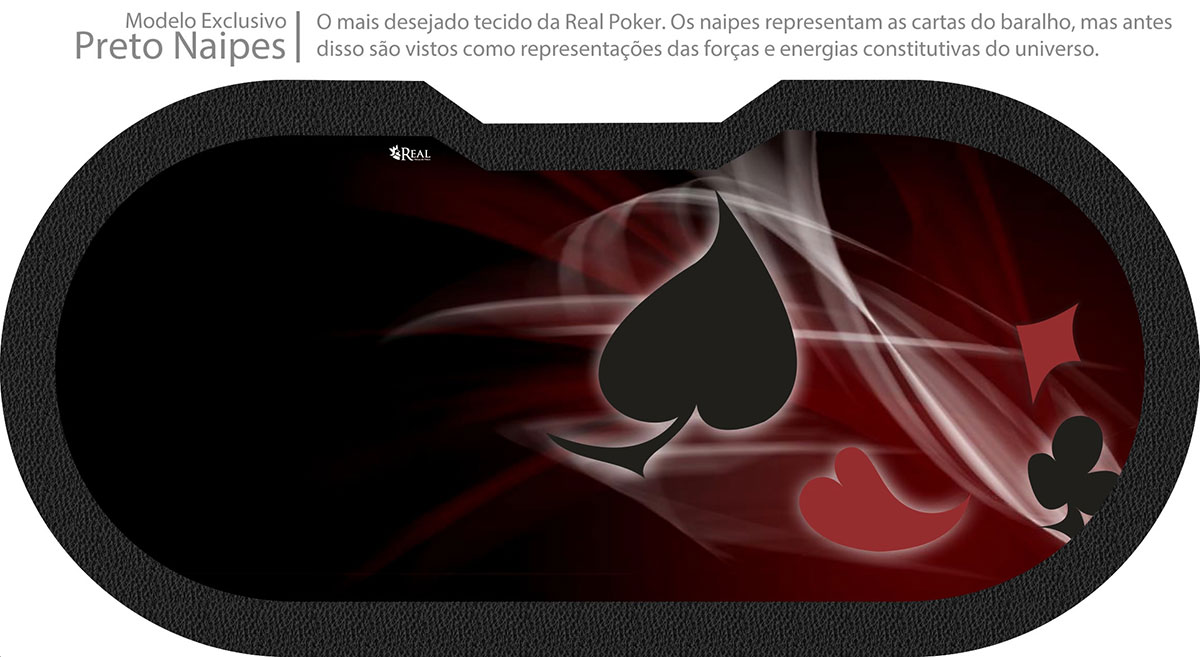 Modelo Exclusivo
Preto Naipes
O mais desejado tecido da Real Poker. Os naipes representam as cartas do baralho, mas antes
disso são vistos como representações das forças e energias constitutivas do universo.
REAL